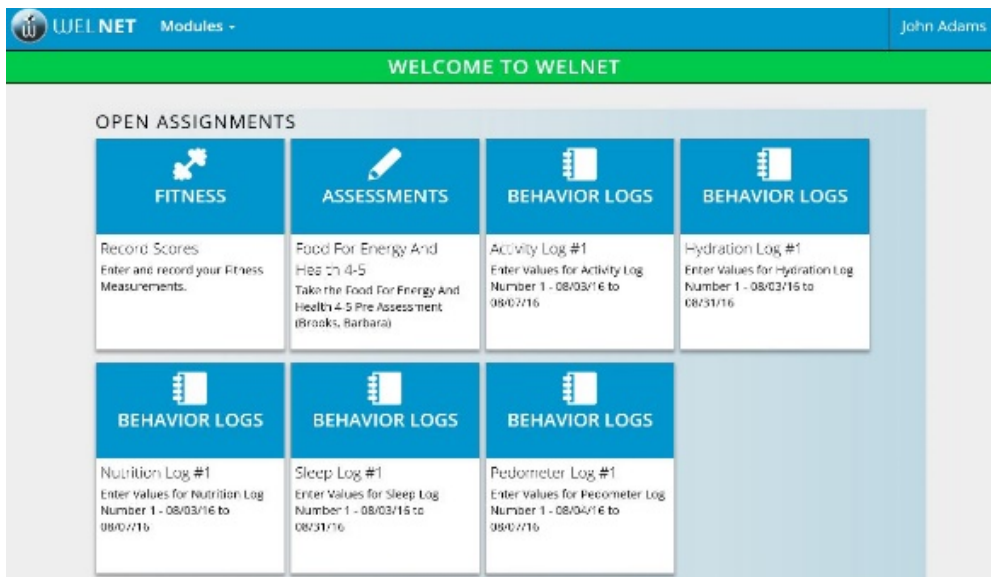 WELNET Modules John Adams
WELCOME TO WELNET
OPEN ASSIGNMENTS
FITNESS
Record Scores
Enter and record your Fitness
Measurements.
ASSESSMENTS
Food For Energy And
Health 4-5
Take the Food For Energy And
Health 4-5 Pre Assessment
(Brooks, Barbara)
BEHAVIOR LOGS
Activity Log #1
Enter Values for Activity Log
Number 1 - 08/03/16 to
08/07/16
BEHAVIOR LOGS
Hydration Log #1
Enter Values for Hydration Log
Number 1 - 08/03/16 to
08/31/16
BEHAVIOR LOGS
Nutrition Log #1
Enter Values for Nutrition Log
Number 1 - 08/03/16 to
08/07/16
BEHAVIOR LOGS
Sleep Log #1
Enter Values for Sleep Log
Number 1 - 08/03/16 to
08/31/16
BEHAVIOR LOGS
Pedometer Log #1
Enter Values for Pedometer Log
Number 1 - 08/04/16 to
08/07/16